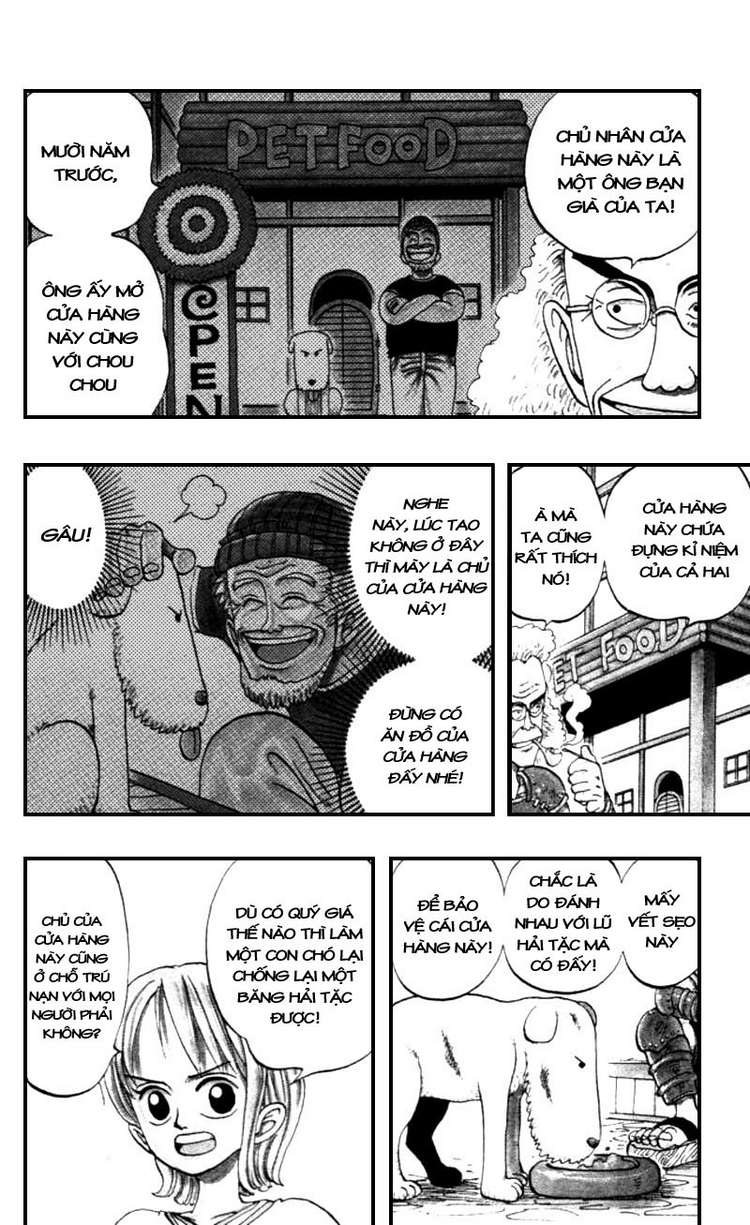 CHỦ NHÂN CỬA
HÀNG NÀY LÀ
MỘT ÔNG BẠN
GIÀ CỦA TA!
PET FOOD
MƯỜI NĂM
TRƯỚC,
ÔNG ẤY MỞ
CỬA HÀNG
NÀY CÙNG
VỚI CHOU
CHOU
OPEN
CỬA HÀNG
NÀY CHỨA
ĐỰNG KỈ NIỆM
CỦA CẢ HAI
À MÀ
TA CŨNG
RẤT THÍCH
NÓ!
PET FOOD
NGHE
NÀY, LÚC TAO
KHÔNG Ở ĐÂY
THÌ MÀY LÀ CHỦ
CỦA CỬA HÀNG
NÀY!
GÂU!
ĐỪNG CÓ
ĂN ĐỒ CỦA
CỬA HÀNG
ĐẤY NHÉ!
MẤY
VẾT SẸO
NÀY
CHẮC LÀ
DO ĐÁNH
NHAU VỚI LŨ
HẢI TẶC MÀ
CÓ ĐẤY!
ĐỂ BẢO
VỆ CÁI CỬA
HÀNG NÀY!
DÙ CÓ QUÝ GIÁ
THẾ NÀO THÌ LÀM
MỘT CON CHÓ LẠI
CHỐNG LẠI MỘT
BĂNG HẢI TẶC
ĐƯỢC!
CHỦ CỦA
CỬA HÀNG
NÀY CŨNG
Ở CHỖ TRÚ
NẠN VỚI MỌI
NGƯỜI PHẢI
KHÔNG?